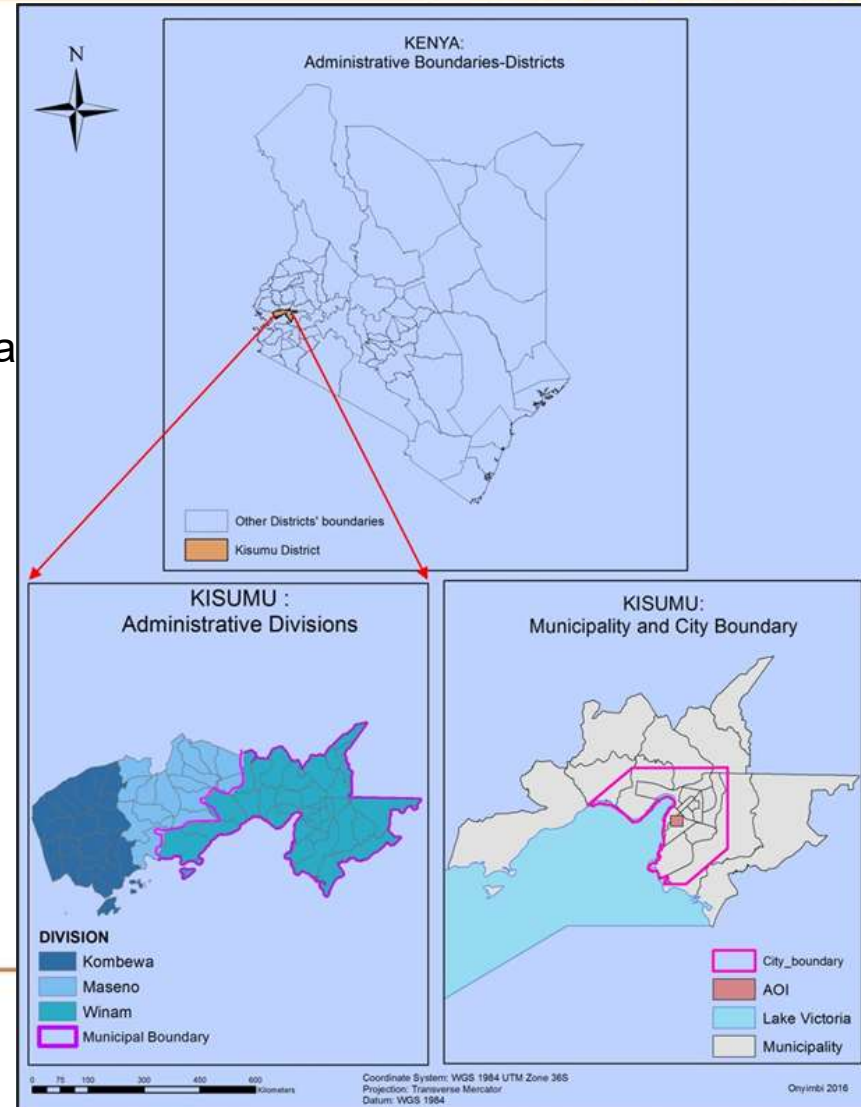 a
N
KENYA:
Administrative Boundaries-Districts
Other Districts' boundaries
Kisumu District
KISUMU :
Administrative Divisions
DIVISION
Kombewa
Maseno
Winam
Municipal Boundary
KISUMU:
Municipality and City Boundary
City_boundary
AOI
Lake Victoria
Municipality
0 75 150 300 450 600
Kilometers
Coordinate System: WGS 1984 UTM Zone 36S
Projection: Transverse Mercator
Datum: WGS 1984
Onyimbi 2016